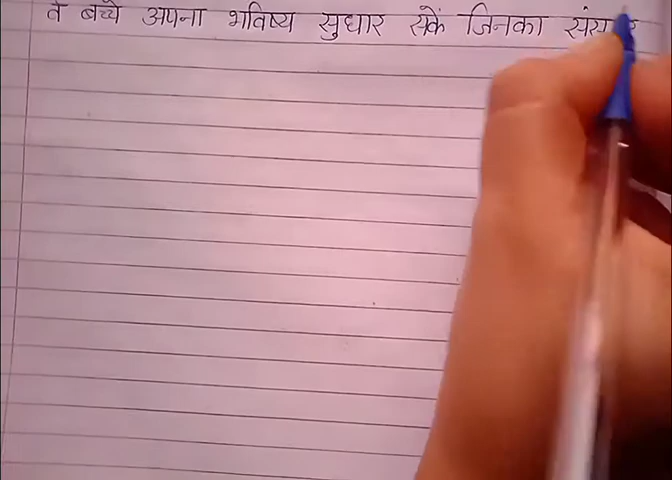 वे बच्चे अपना भविष्य सुधार सकें जिनका